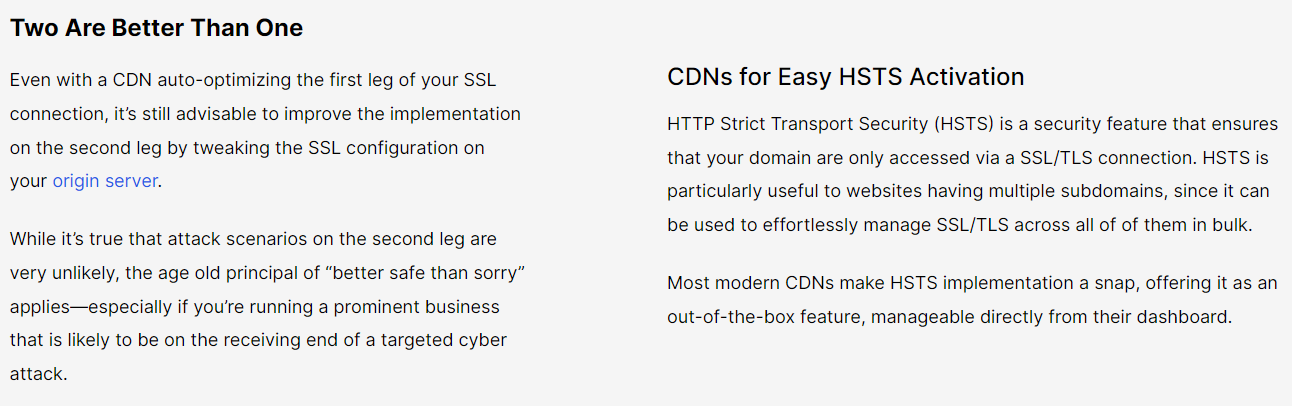 Two Are Better Than One
Even with a CDN auto-optimizing the first leg of your SSL
connection, it’s still advisable to improve the implementation
on the second leg by tweaking the SSL configuration on
your origin server.
While it’s true that attack scenarios on the second leg are
very unlikely, the age old principal of “better safe than sorry”
applies—especially if you’re running a prominent business
that is likely to be on the receiving end of a targeted cyber
attack.
CDNs for Easy HSTS Activation
HTTP Strict Transport Security (HSTS) is a security feature that ensures
that your domain are only accessed via a SSL/TLS connection. HSTS is
particularly useful to websites having multiple subdomains, since it can
be used to effortlessly manage SSL/TLS across all of of them in bulk.
Most modern CDNs make HSTS implementation a snap, offering it as an
out-of-the-box feature, manageable directly from their dashboard.